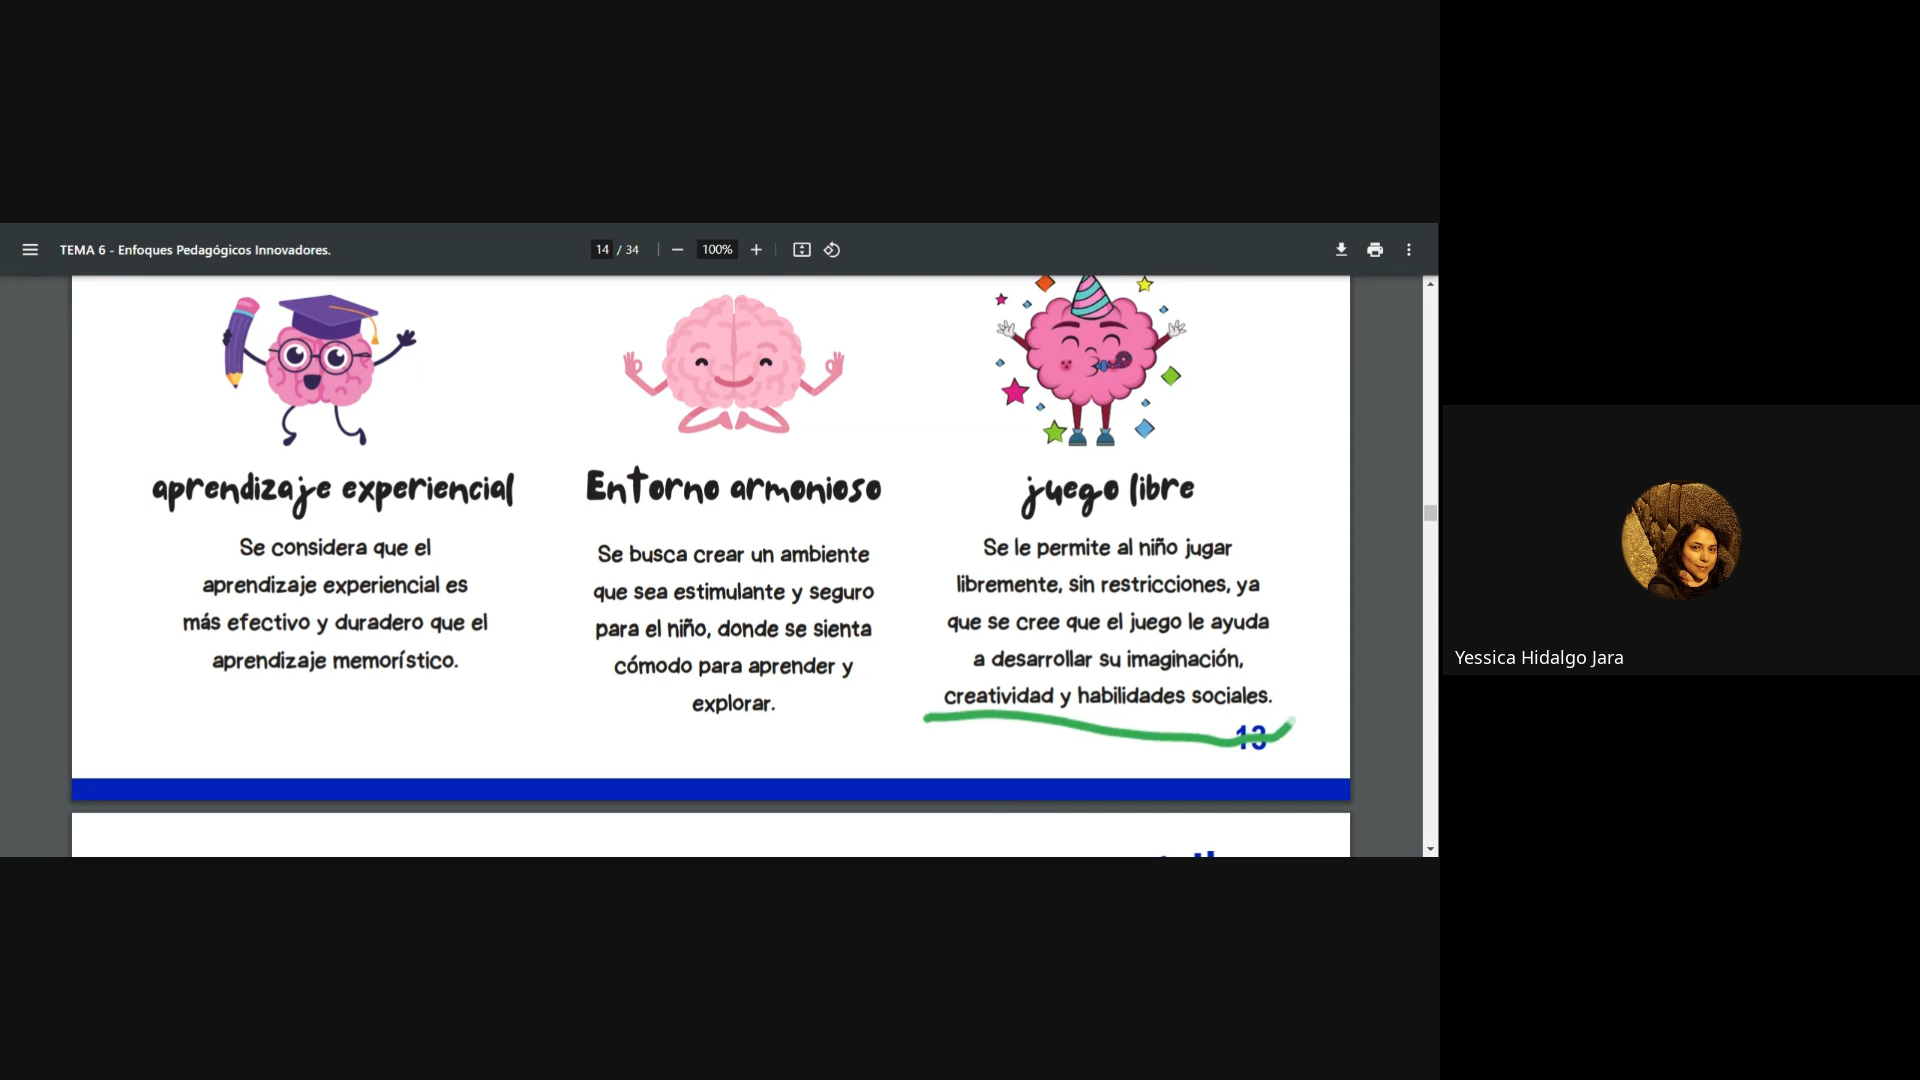 TEMA 6 - Enfoques Pedagógicos Innovadores.
14 / 34
100%
aprendizaje experiencial
Se considera que el
aprendizaje experiencial es
más efectivo y duradero que el
aprendizaje memorístico.
Entorno armonioso
Se busca crear un ambiente
que sea estimulante y seguro
para el niño, donde se sienta
cómodo para aprender y
explorar.
juego libre
Se le permite al niño jugar
libremente, sin restricciones, ya
que se cree que el juego le ayuda
a desarrollar su imaginación,
creatividad y habilidades sociales.
13
Yessica Hidalgo Jara